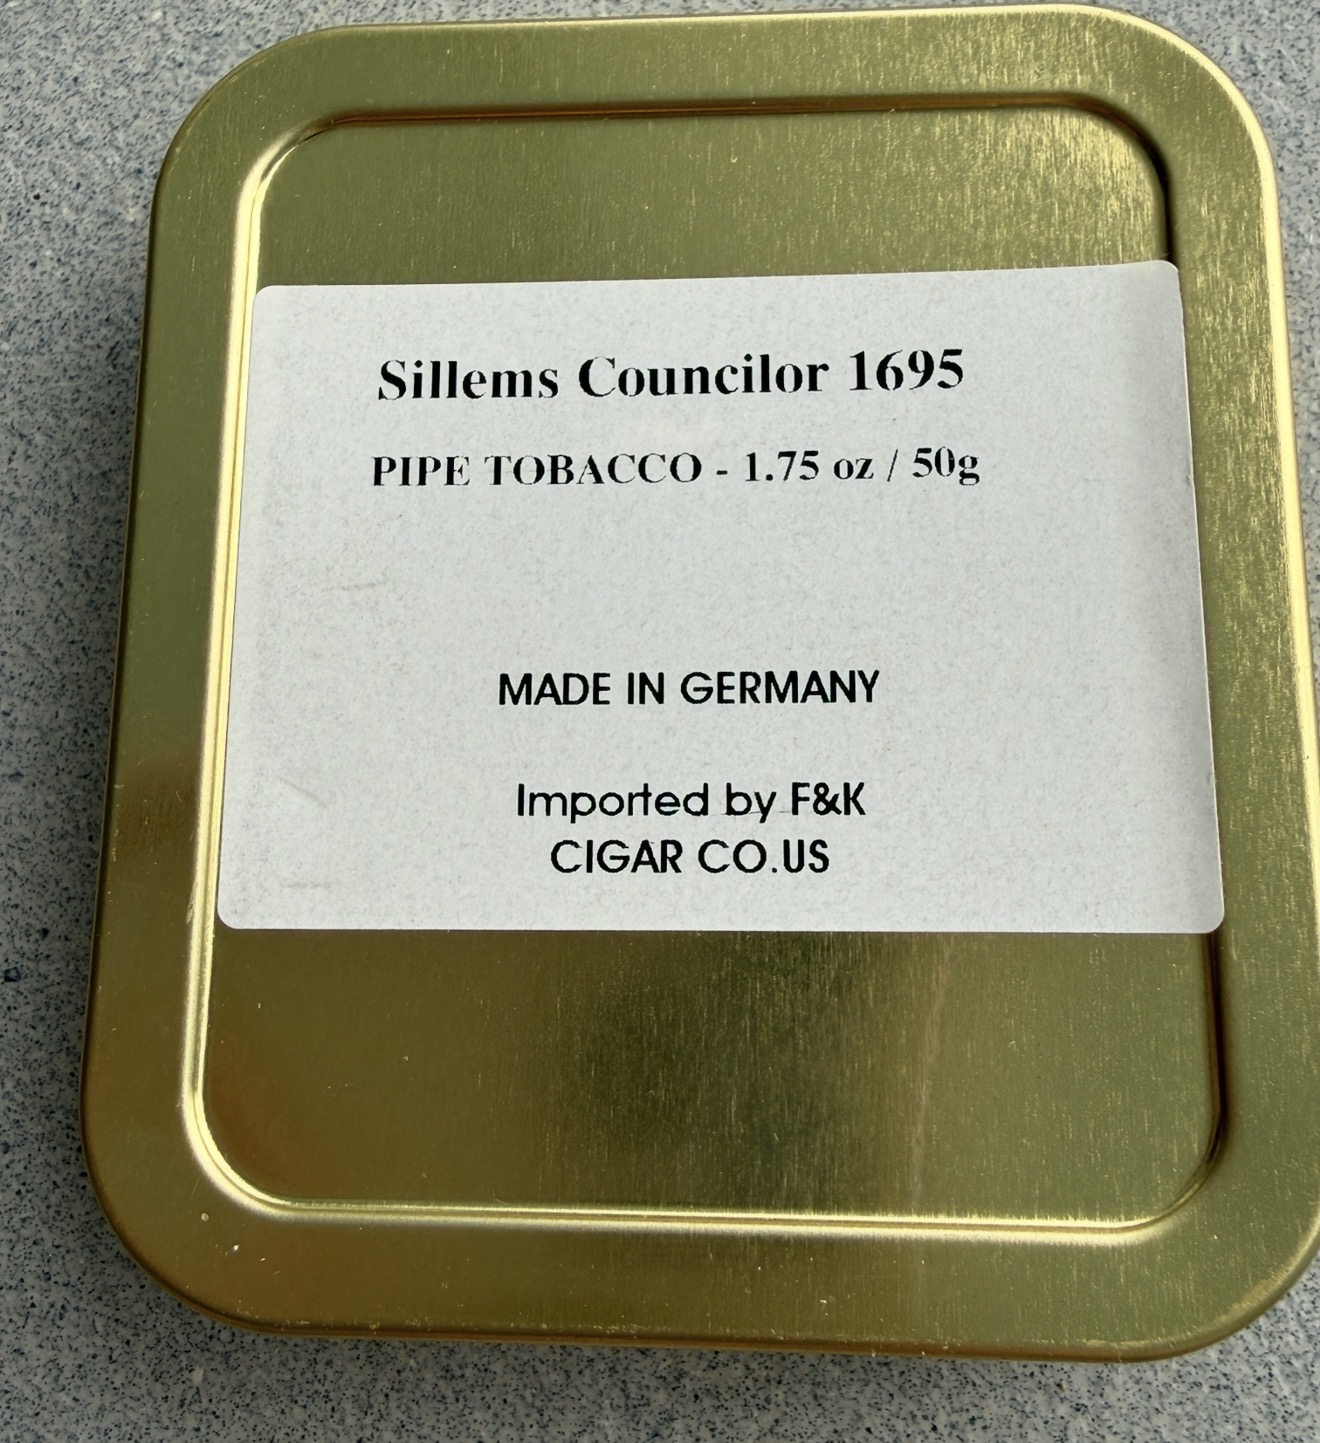 Sillems Councilor 1695
PIPE TOBACCO - 1.75 oz / 50g
MADE IN GERMANY
Imported by F&K
CIGAR CO.US